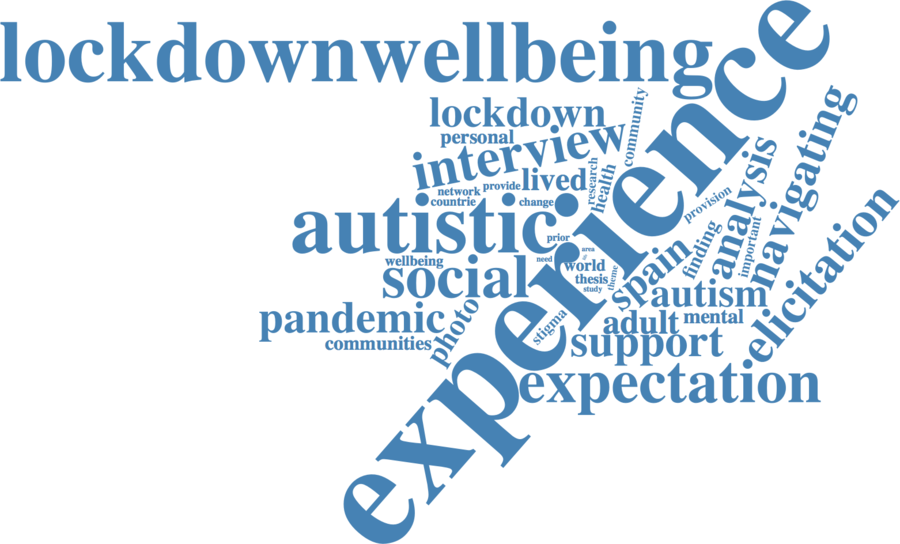 lockdownwellbeing
experience
lockdown
community
personal
interview
navigating
analysis
research
health
lived
provide
network
countrie
change
provision
elicitation
autistic
prior
important
finding
area
spain
wellbeing
need
world
social
thesis
theme
study
autism
photo
pandemic
stigma
adult
mental
communities
support
expectation